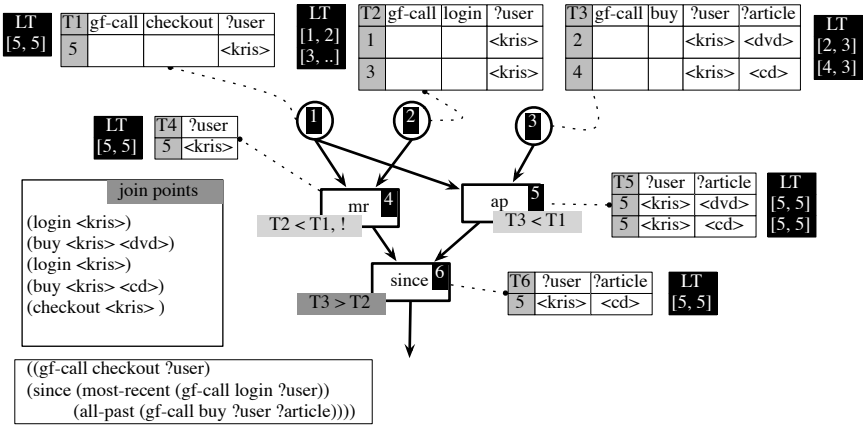 LT
[5, 5]
T1 gf-call checkout ?user
5 <kris>
LT
[1, 2]
[3, ..]
T2 gf-call login ?user
1 <kris>
3 <kris>
T3 gf-call buy ?user ?article
2 <kris> <dvd>
4 <kris> <cd>
LT
[2, 3]
[4, 3]
1
2
3
LT
[5, 5]
T4 ?user
5 <kris>
mr 4
T2 < T1, !
ap 5
T3 < T1
T5 ?user ?article
5 <kris> <dvd>
5 <kris> <cd>
LT
[5, 5]
[5, 5]
join points
(login <kris>)
(buy <kris> <dvd>)
(login <kris>)
(buy <kris> <cd>)
(checkout <kris> )
since 6
T3 > T2
T6 ?user ?article
5 <kris> <cd>
LT
[5, 5]
((gf-call checkout ?user)
(since (most-recent (gf-call login ?user))
(all-past (gf-call buy ?user ?article))))